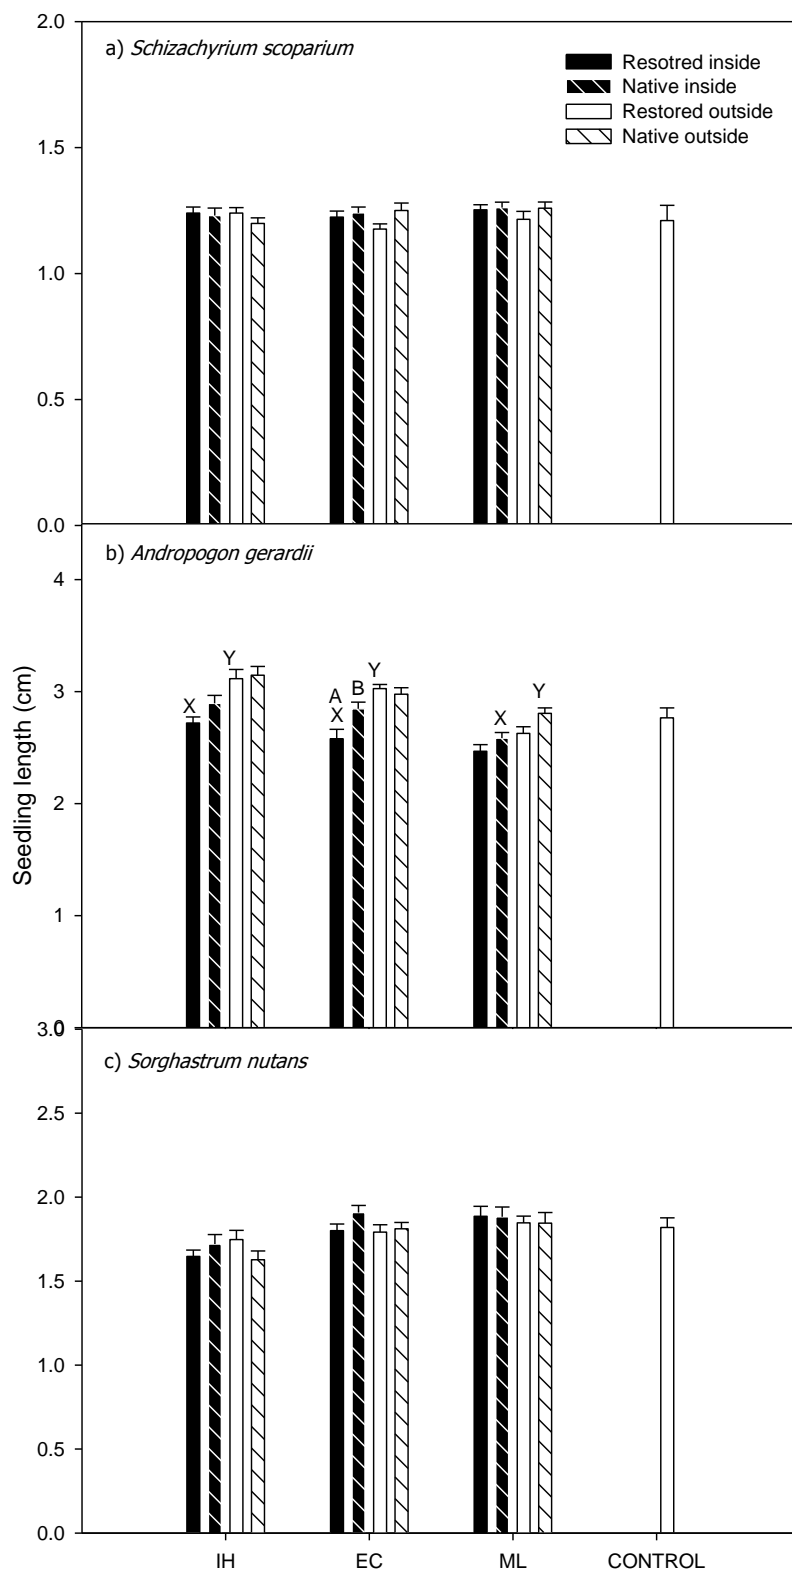 2.0
a) Schizachyrium scoparium
Resotred inside
Native inside
Restored outside
Native outside
1.5
1.0
0.5
0.0
b) Andropogon gerardii
4
3
2
1
0
X
Y
A
X
B
Y
X
Y
Seedling length (cm)
3.0
c) Sorghastrum nutans
2.5
2.0
1.5
1.0
0.5
0.0
IH EC ML CONTROL